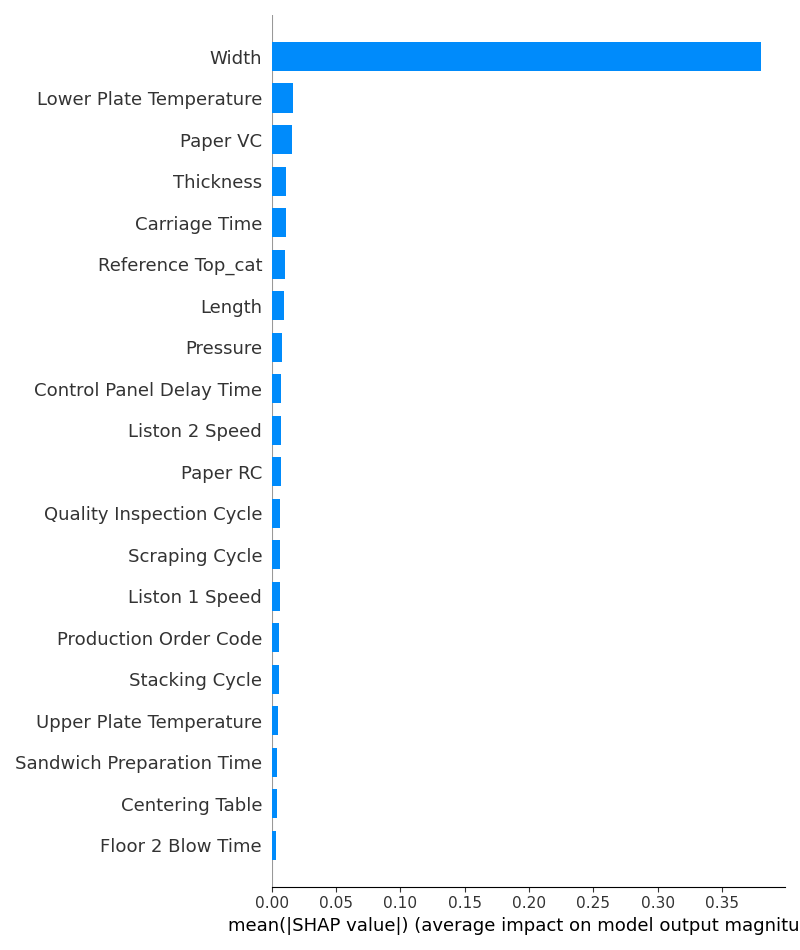 Width
Lower Plate Temperature
Paper VC
Thickness
Carriage Time
Reference Top_cat
Length
Pressure
Control Panel Delay Time
Liston 2 Speed
Paper RC
Quality Inspection Cycle
Scraping Cycle
Liston 1 Speed
Production Order Code
Stacking Cycle
Upper Plate Temperature
Sandwich Preparation Time
Centering Table
Floor 2 Blow Time
0.00 0.05 0.10 0.15 0.20 0.25 0.30 0.35
mean(|SHAP value|) (average impact on model output magnitu